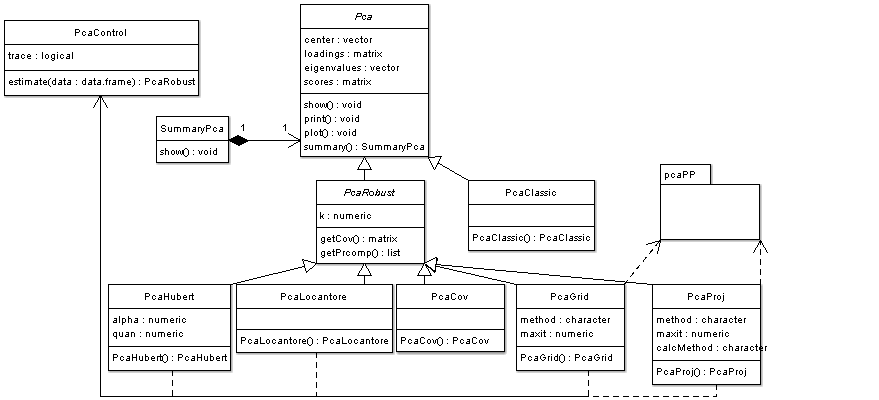 Pca
center : vector
loadings : matrix
eigenvalues : vector
scores : matrix
show() : void
print() : void
plot() : void
summary() : SummaryPca
PcaControl
trace : logical
estimate(data : data.frame) : PcaRobust
SummaryPca
show() : void
1
1
PcaRobust
k : numeric
getCov() : matrix
getPrcomp() : list
PcaClassic
PcaClassic() : PcaClassic
pcaPP
PcaHubert
alpha : numeric
quan : numeric
PcaHubert() : PcaHubert
PcaLocantore
PcaLocantore() : PcaLocantore
PcaCov
PcaCov() : PcaCov
PcaGrid
method : character
maxit : numeric
PcaGrid() : PcaGrid
PcaProj
method : character
maxit : numeric
calcMethod : character
PcaProj() : PcaProj